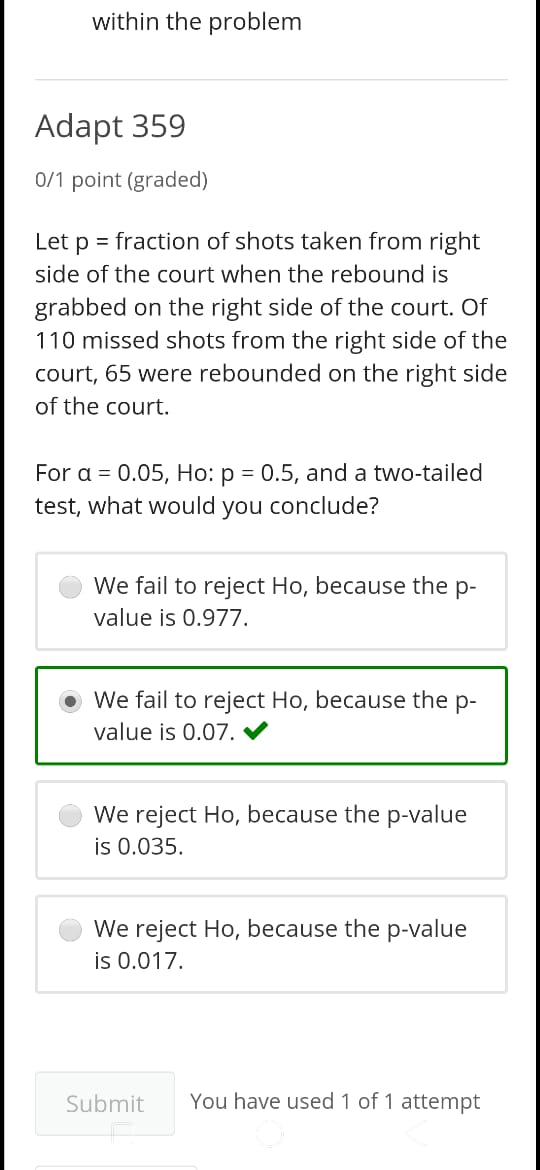 within the problem
Adapt 359
0/1 point (graded)
Let p = fraction of shots taken from right
side of the court when the rebound is
grabbed on the right side of the court. Of
110 missed shots from the right side of the
court, 65 were rebounded on the right side
of the court.
For α = 0.05, Ho: p = 0.5, and a two-tailed
test, what would you conclude?
We fail to reject Ho, because the p-
value is 0.977.
We fail to reject Ho, because the p-
value is 0.07.
We reject Ho, because the p-value
is 0.035.
We reject Ho, because the p-value
is 0.017.
Submit
You have used 1 of 1 attempt